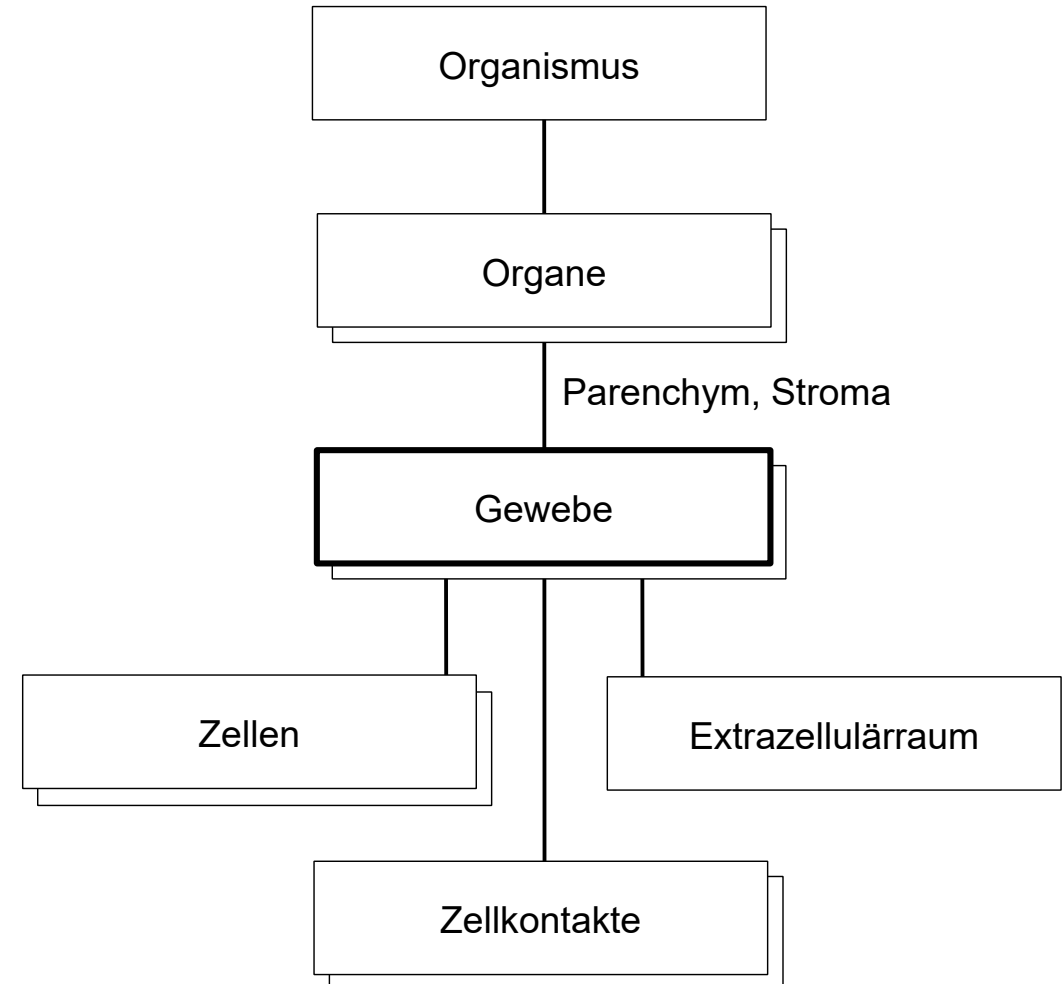 Organismus
Organe
Parenchym, Stroma
Gewebe
Zellen
Extrazellulärraum
Zellkontakte